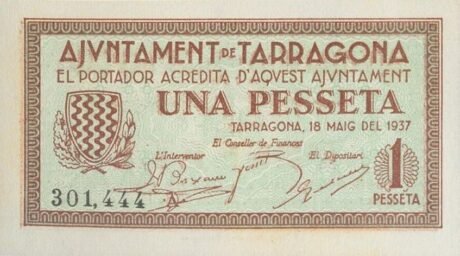 AJVNTAMENT DE TARRAGONA
EL PORTADOR ACREDITA D'AQVEST AJVNTAMENT
UNA PESSETA
TARRAGONA, 18 MAIG DEL 1937
El Conseller de Finances
L'Interventor
El Dipositari
301,444 A
1
PESSETA